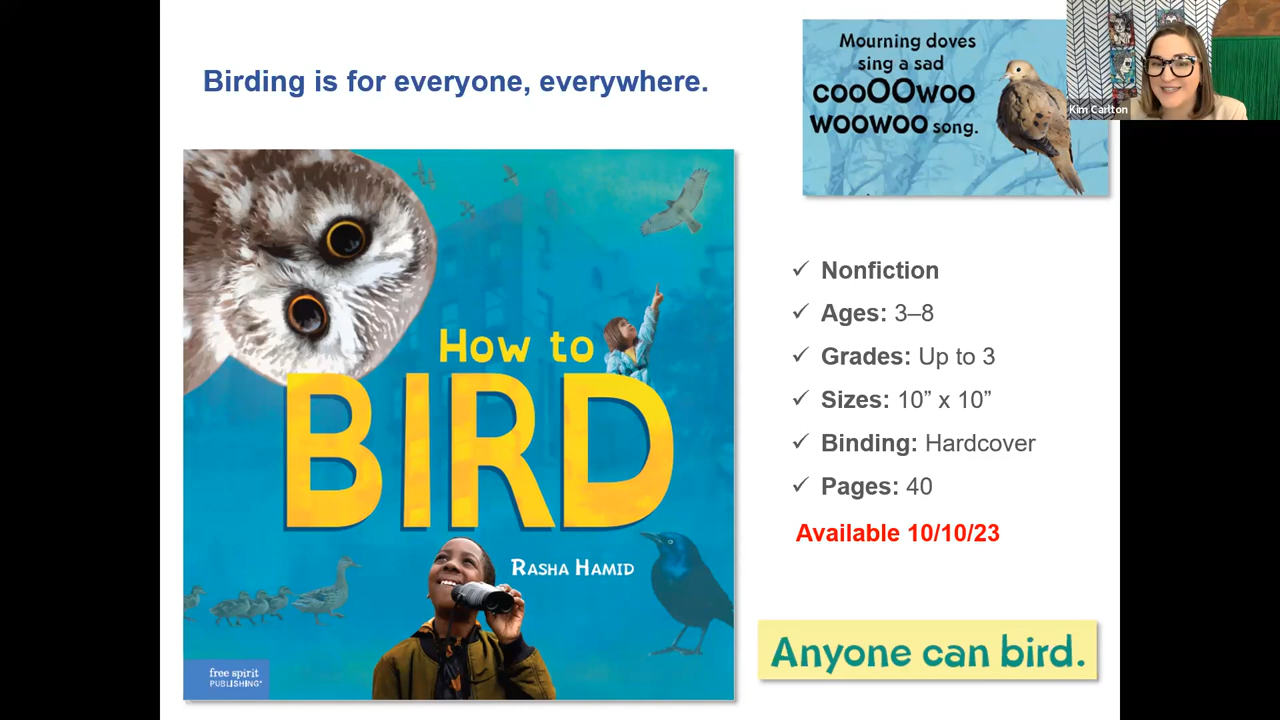 Birding is for everyone, everywhere.
Mourning doves
sing a sad
cooOOwoo
woowoo song.
Kim Carlton
How to
BIRD
RASHA HAMID
free spirit
PUBLISHING®
✓ Nonfiction
✓ Ages: 3–8
✓ Grades: Up to 3
✓ Sizes: 10” x 10”
✓ Binding: Hardcover
✓ Pages: 40
Available 10/10/23
Anyone can bird.